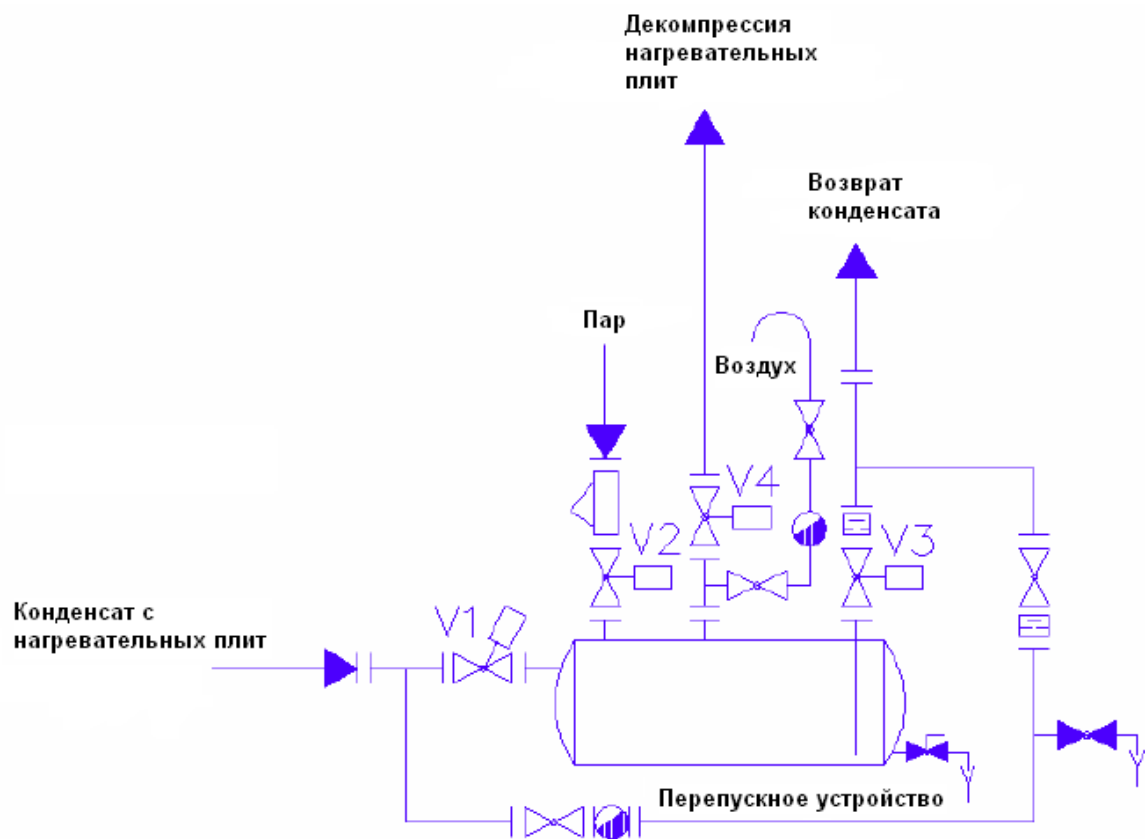 Декомпрессия
нагревательных
плит
Возврат
конденсата
Пар
Воздух
V4
V2
V3
Конденсат с
нагревательных плит
V1
Перепускное устройство